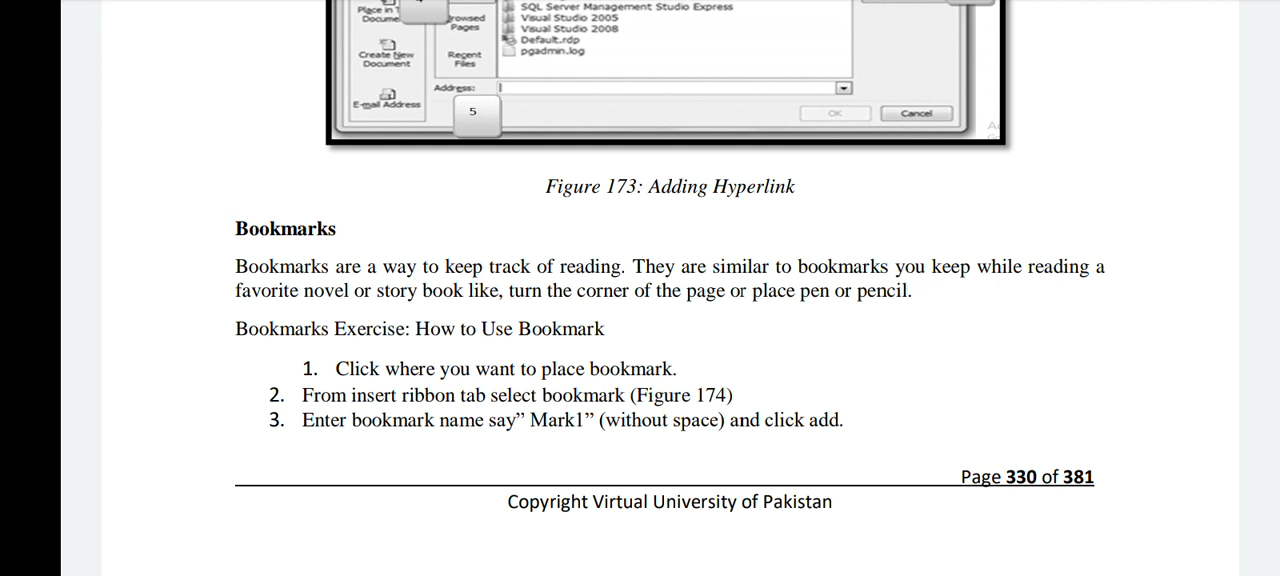 SQL Server Management Studio Express
Place in
Docume
rowsed
Pages
Visual Studio 2005
Visual Studio 2008
Default.rdp
pgadmin.log
Create New
Document
Recent
Files
Address:
E-mail Address
5
OK
Cancel
Figure 173: Adding Hyperlink
Bookmarks
Bookmarks are a way to keep track of reading. They are similar to bookmarks you keep while reading a
favorite novel or story book like, turn the corner of the page or place pen or pencil.
Bookmarks Exercise: How to Use Bookmark
1. Click where you want to place bookmark.
2. From insert ribbon tab select bookmark (Figure 174)
3. Enter bookmark name say” Mark1” (without space) and click add.
Page 330 of 381
Copyright Virtual University of Pakistan